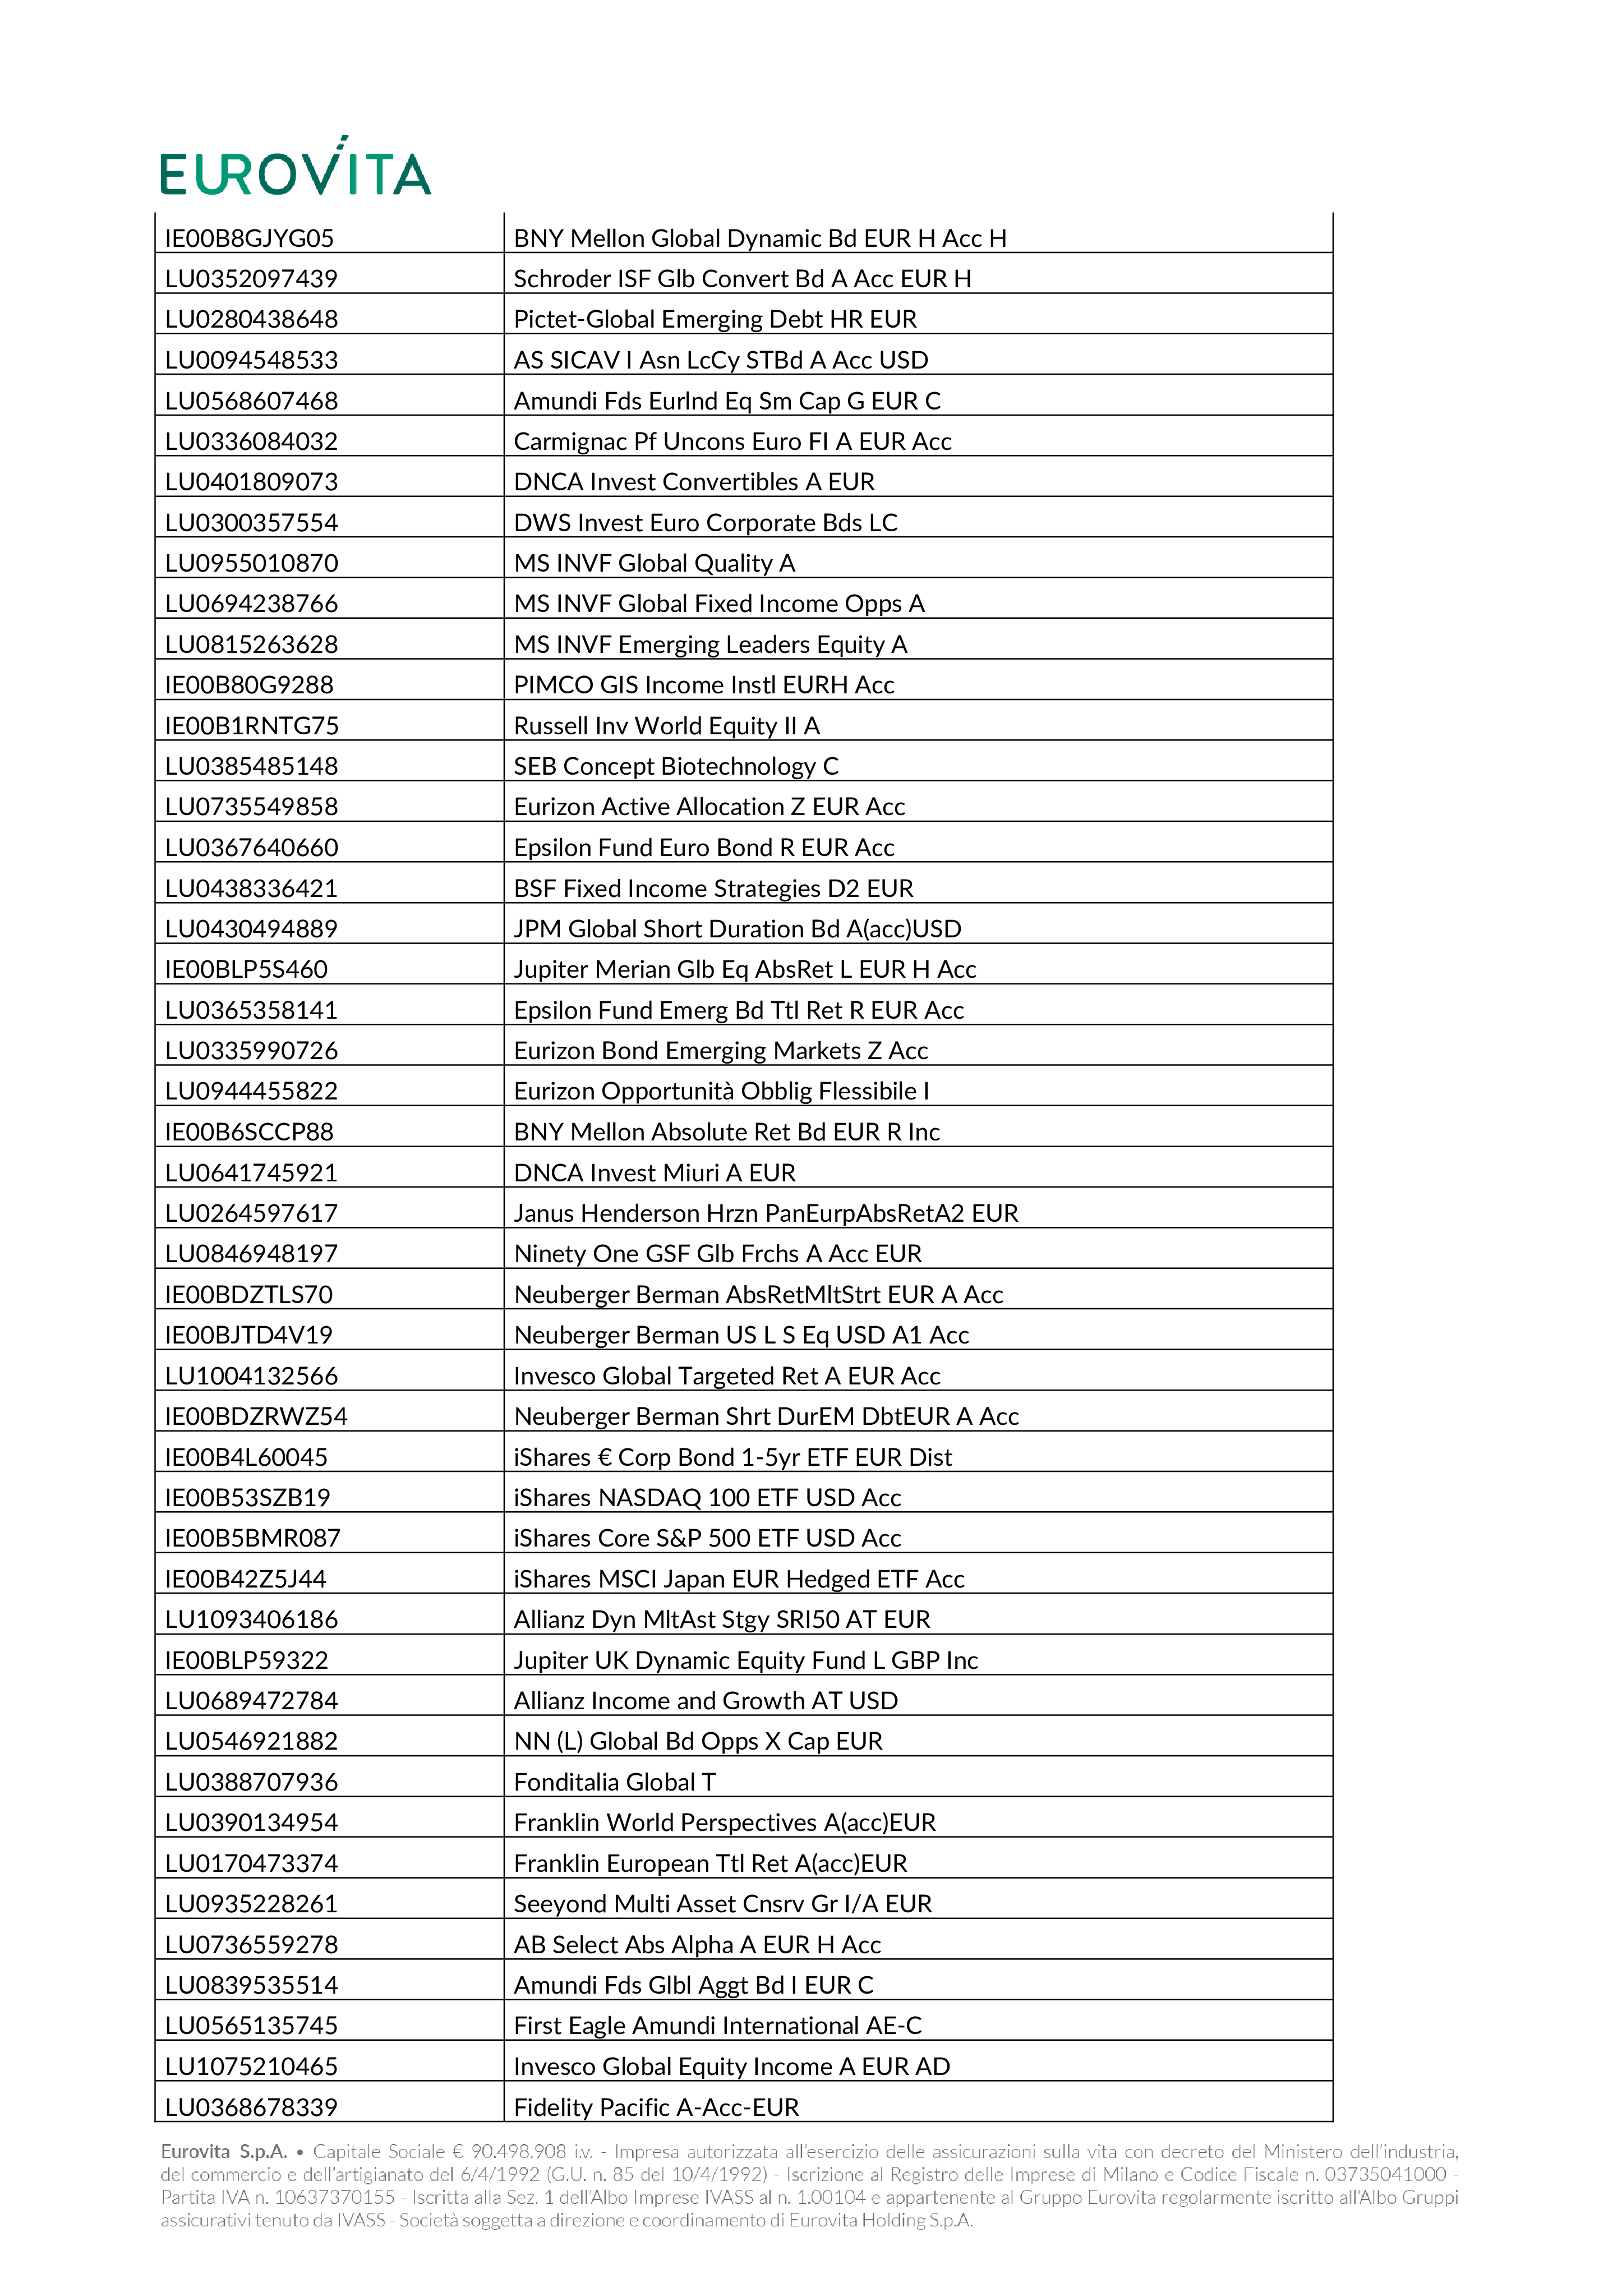 EUROVITA
IE00B8GJYG05 BNY Mellon Global Dynamic Bd EUR H Acc H
LU0352097439 Schroder ISF Glb Convert Bd A Acc EUR H
LU0280438648 Pictet-Global Emerging Debt HR EUR
LU0094548533 AS SICAV I Asn LcCy STBd A Acc USD
LU0568607468 Amundi Fds EurInd Eq Sm Cap G EUR C
LU0336084032 Carmignac Pf Uncons Euro FI A EUR Acc
LU0401809073 DNCA Invest Convertibles A EUR
LU0300357554 DWS Invest Euro Corporate Bds LC
LU0955010870 MS INVF Global Quality A
LU0694238766 MS INVF Global Fixed Income Opps A
LU0815263628 MS INVF Emerging Leaders Equity A
IE00B80G9288 PIMCO GIS Income Instl EURH Acc
IE00B1RNTG75 Russell Inv World Equity II A
LU0385485148 SEB Concept Biotechnology C
LU0735549858 Eurizon Active Allocation Z EUR Acc
LU0367640660 Epsilon Fund Euro Bond R EUR Acc
LU0438336421 BSF Fixed Income Strategies D2 EUR
LU0430494889 JPM Global Short Duration Bd A(acc)USD
IE00BLP5S460 Jupiter Merian Glb Eq AbsRet L EUR H Acc
LU0365358141 Epsilon Fund Emerg Bd Ttl Ret R EUR Acc
LU0335990726 Eurizon Bond Emerging Markets Z Acc
LU0944455822 Eurizon Opportunità Obblig Flessibile I
IE00B6SCCP88 BNY Mellon Absolute Ret Bd EUR R Inc
LU0641745921 DNCA Invest Miuri A EUR
LU0264597617 Janus Henderson Hrzn PanEurpAbsRetA2 EUR
LU0846948197 Ninety One GSF Glb Frchs A Acc EUR
IE00BDZTLS70 Neuberger Berman AbsRetMltStrt EUR A Acc
IE00BJTD4V19 Neuberger Berman US L S Eq USD A1 Acc
LU1004132566 Invesco Global Targeted Ret A EUR Acc
IE00BDZRWZ54 Neuberger Berman Shrt DurEM DbtEUR A Acc
IE00B4L60045 iShares € Corp Bond 1-5yr ETF EUR Dist
IE00B53SZB19 iShares NASDAQ 100 ETF USD Acc
IE00B5BMR087 iShares Core S&P 500 ETF USD Acc
IE00B42Z5J44 iShares MSCI Japan EUR Hedged ETF Acc
LU1093406186 Allianz Dyn MltAst Stgy SRI50 AT EUR
IE00BLP59322 Jupiter UK Dynamic Equity Fund L GBP Inc
LU0689472784 Allianz Income and Growth AT USD
LU0546921882 NN (L) Global Bd Opps X Cap EUR
LU0388707936 Fonditalia Global T
LU0390134954 Franklin World Perspectives A(acc)EUR
LU0170473374 Franklin European Ttl Ret A(acc)EUR
LU0935228261 Seeyond Multi Asset Cnsrv Gr I/A EUR
LU0736559278 AB Select Abs Alpha A EUR H Acc
LU0839535514 Amundi Fds Glbl Aggt Bd I EUR C
LU0565135745 First Eagle Amundi International AE-C
LU1075210465 Invesco Global Equity Income A EUR AD
LU0368678339 Fidelity Pacific A-Acc-EUR
Eurovita S.p.A. • Capitale Sociale € 90.498.908 i.v. - Impresa autorizzata all'esercizio delle assicurazioni sulla vita con decreto del Ministero dell'industria,
del commercio e dell'artigianato del 6/4/1992 (G.U. n. 85 del 10/4/1992) - Iscrizione al Registro delle Imprese di Milano e Codice Fiscale n. 03735041000 -
Partita IVA n. 10637370155 - Iscritta alla Sez. 1 dell'Albo Imprese IVASS al n. 1.00104 e appartenente al Gruppo Eurovita regolarmente iscritto all'Albo Gruppi
assicurativi tenuto da IVASS - Società soggetta a direzione e coordinamento di Eurovita Holding S.p.A.